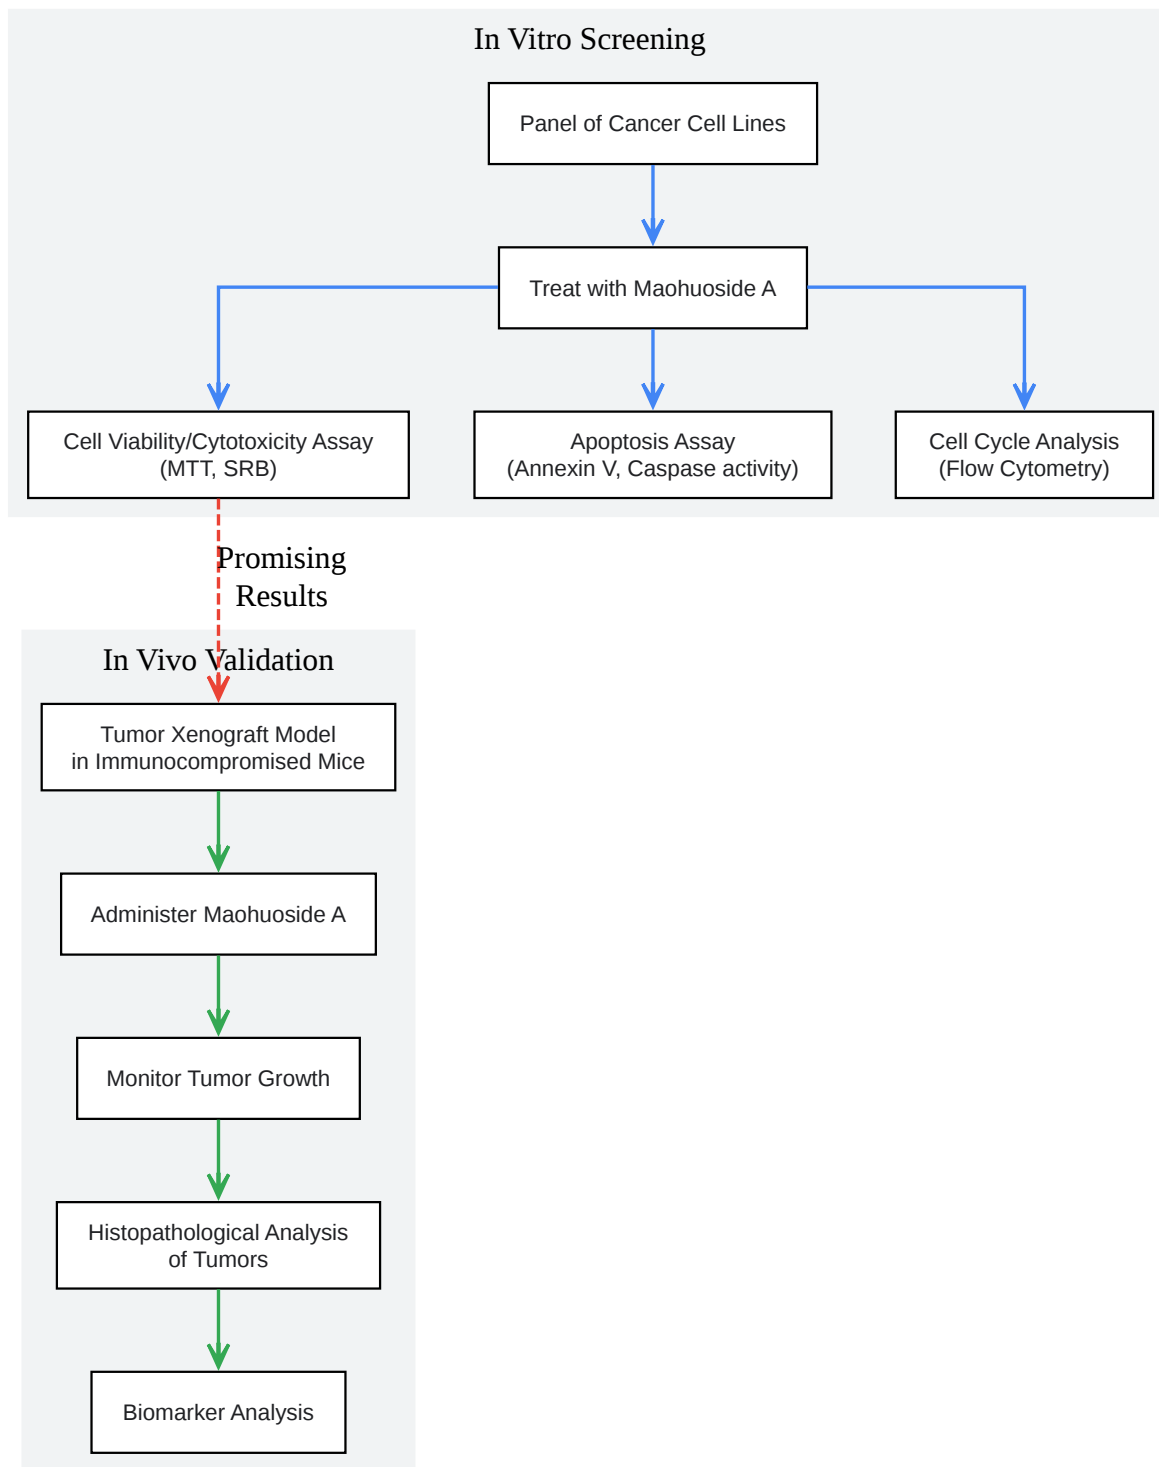 In Vitro Screening
Panel of Cancer Cell Lines
Treat with Maohuoside A
Cell Viability/Cytotoxicity Assay
(MTT, SRB)
Apoptosis Assay
(Annexin V, Caspase activity)
Cell Cycle Analysis
(Flow Cytometry)
Promising
Results
In Vivo Validation
Tumor Xenograft Model
in Immunocompromised Mice
Administer Maohuoside A
Monitor Tumor Growth
Histopathological Analysis
of Tumors
Biomarker Analysis